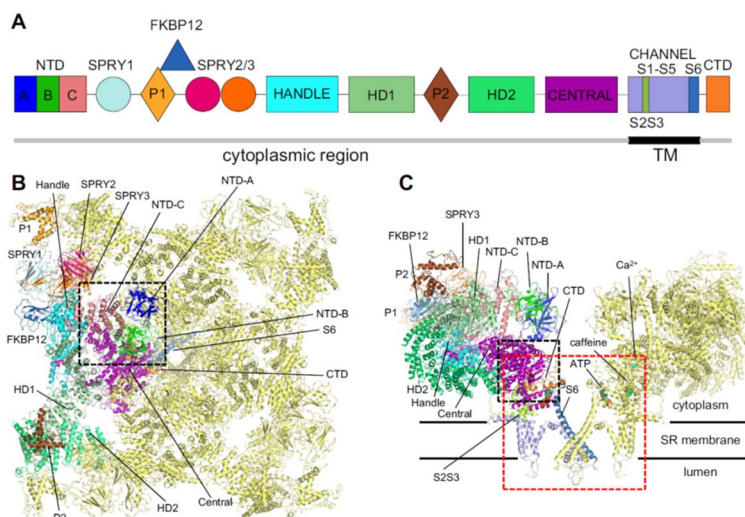 A
FKBP12
NTD
SPRY1
SPRY2/3
CHANNEL
S1-S5
S6
CTD
A
B
C
P1
HANDLE
HD1
P2
HD2
CENTRAL
S2S3
cytoplasmic region
TM
B
Handle
SPRY2
SPRY3
NTD-C
NTD-A
P1
SPRY1
FKBP12
NTD-B
S6
CTD
HD1
P2
HD2
Central
C
SPRY3
FKBP12
HD1
NTD-C
NTD-B
NTD-A
P2
CTD
Ca²⁺
P1
caffeine
ATP
S6
HD2
Handle
Central
cytoplasm
SR membrane
S2S3
lumen